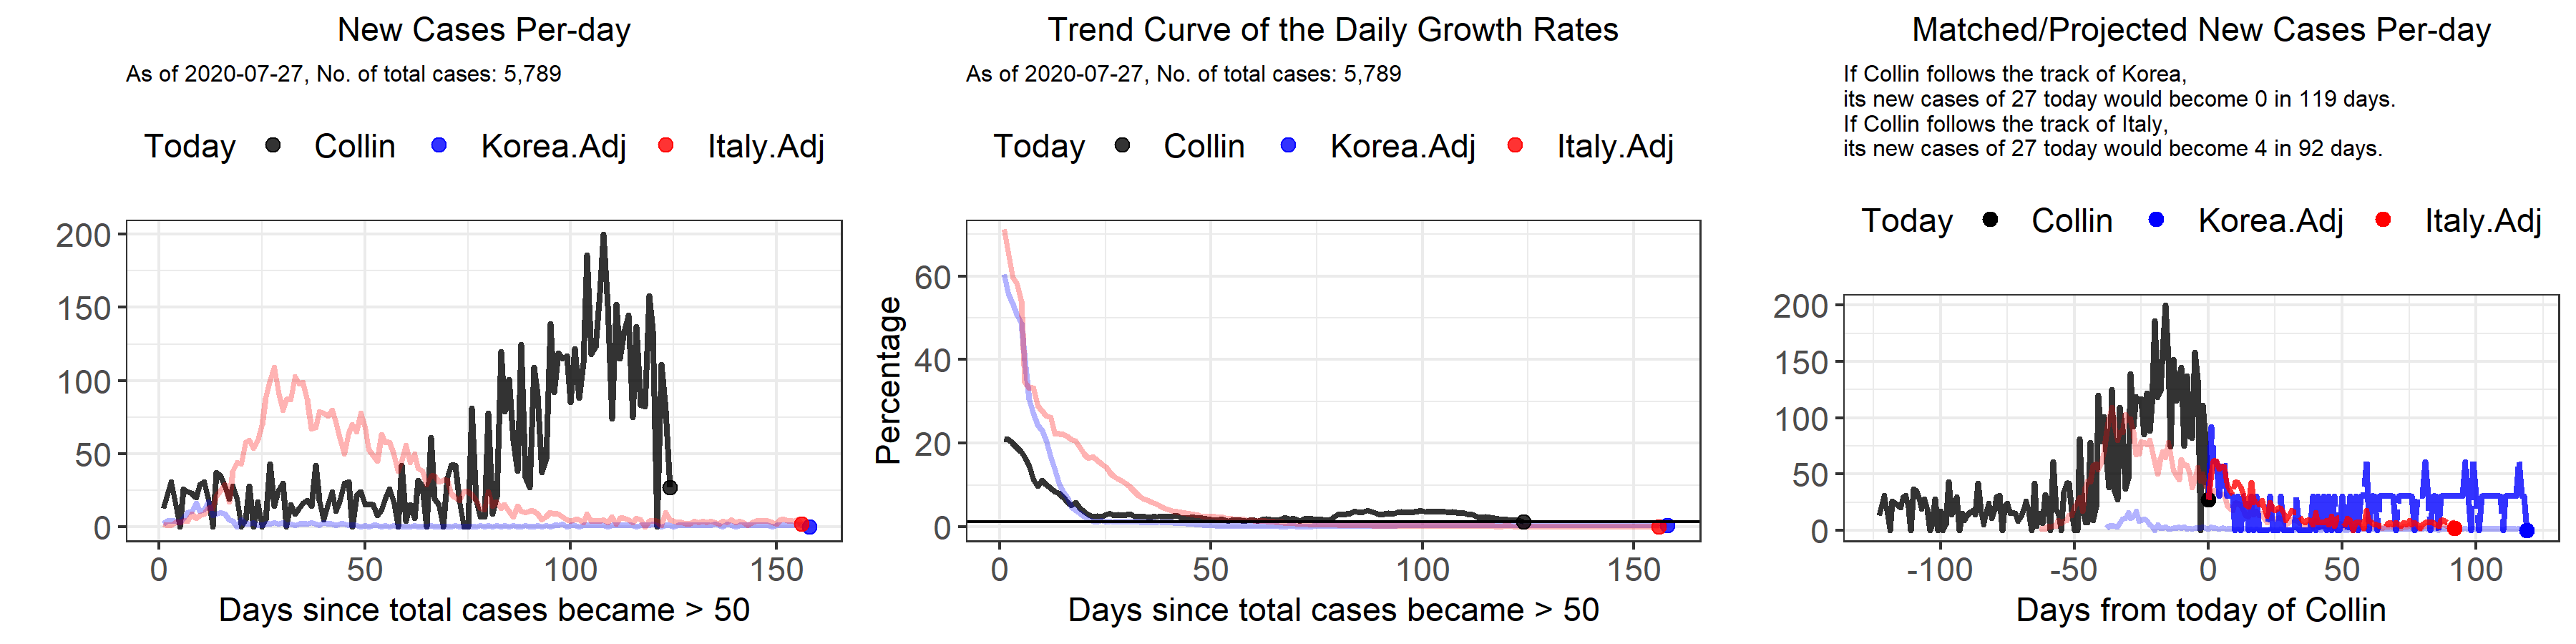 New Cases Per-day
As of 2020-07-27, No. of total cases: 5,789
Today Collin Korea.Adj Italy.Adj
200
150
100
50
0
0 50 100 150
Days since total cases became > 50
Trend Curve of the Daily Growth Rates
As of 2020-07-27, No. of total cases: 5,789
Today Collin Korea.Adj Italy.Adj
Percentage
60
40
20
0
0 50 100 150
Days since total cases became > 50
Matched/Projected New Cases Per-day
If Collin follows the track of Korea,
its new cases of 27 today would become 0 in 119 days.
If Collin follows the track of Italy,
its new cases of 27 today would become 4 in 92 days.
Today Collin Korea.Adj Italy.Adj
200
150
100
50
0
-100 -50 0 50 100
Days from today of Collin